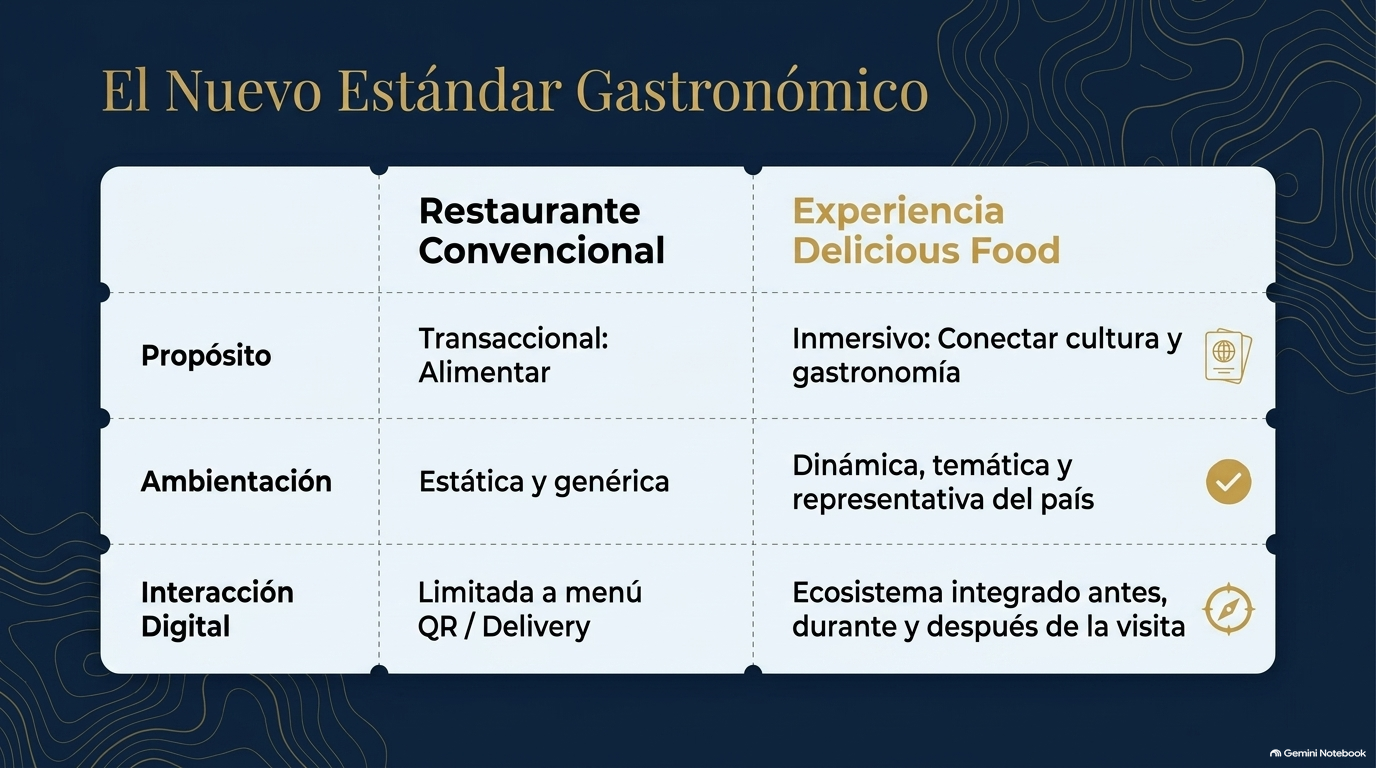 El Nuevo Estándar Gastronómico
Restaurante
Convencional
Experiencia
Delicious Food
Propósito
Transaccional:
Alimentar
Inmersivo: Conectar cultura y
gastronomía
Ambientación
Estática y genérica
Dinámica, temática y
representativa del país
Interacción
Digital
Limitada a menú
QR / Delivery
Ecosistema integrado antes,
durante y después de la visita
Gemini Notebook